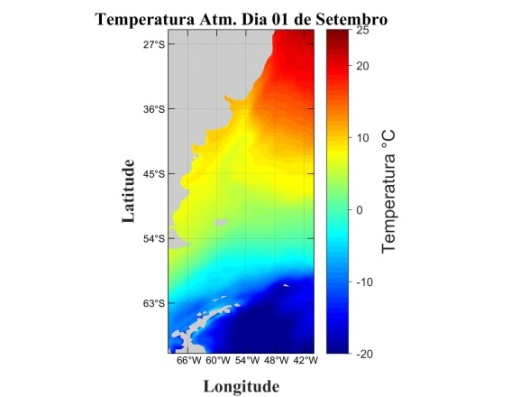 Temperatura Atm. Dia 01 de Setembro
27°S
36°S
45°S
54°S
63°S
Latitude
66°W 60°W 54°W 48°W 42°W
Longitude
25
20
10
0
-10
-20
Temperatura °C